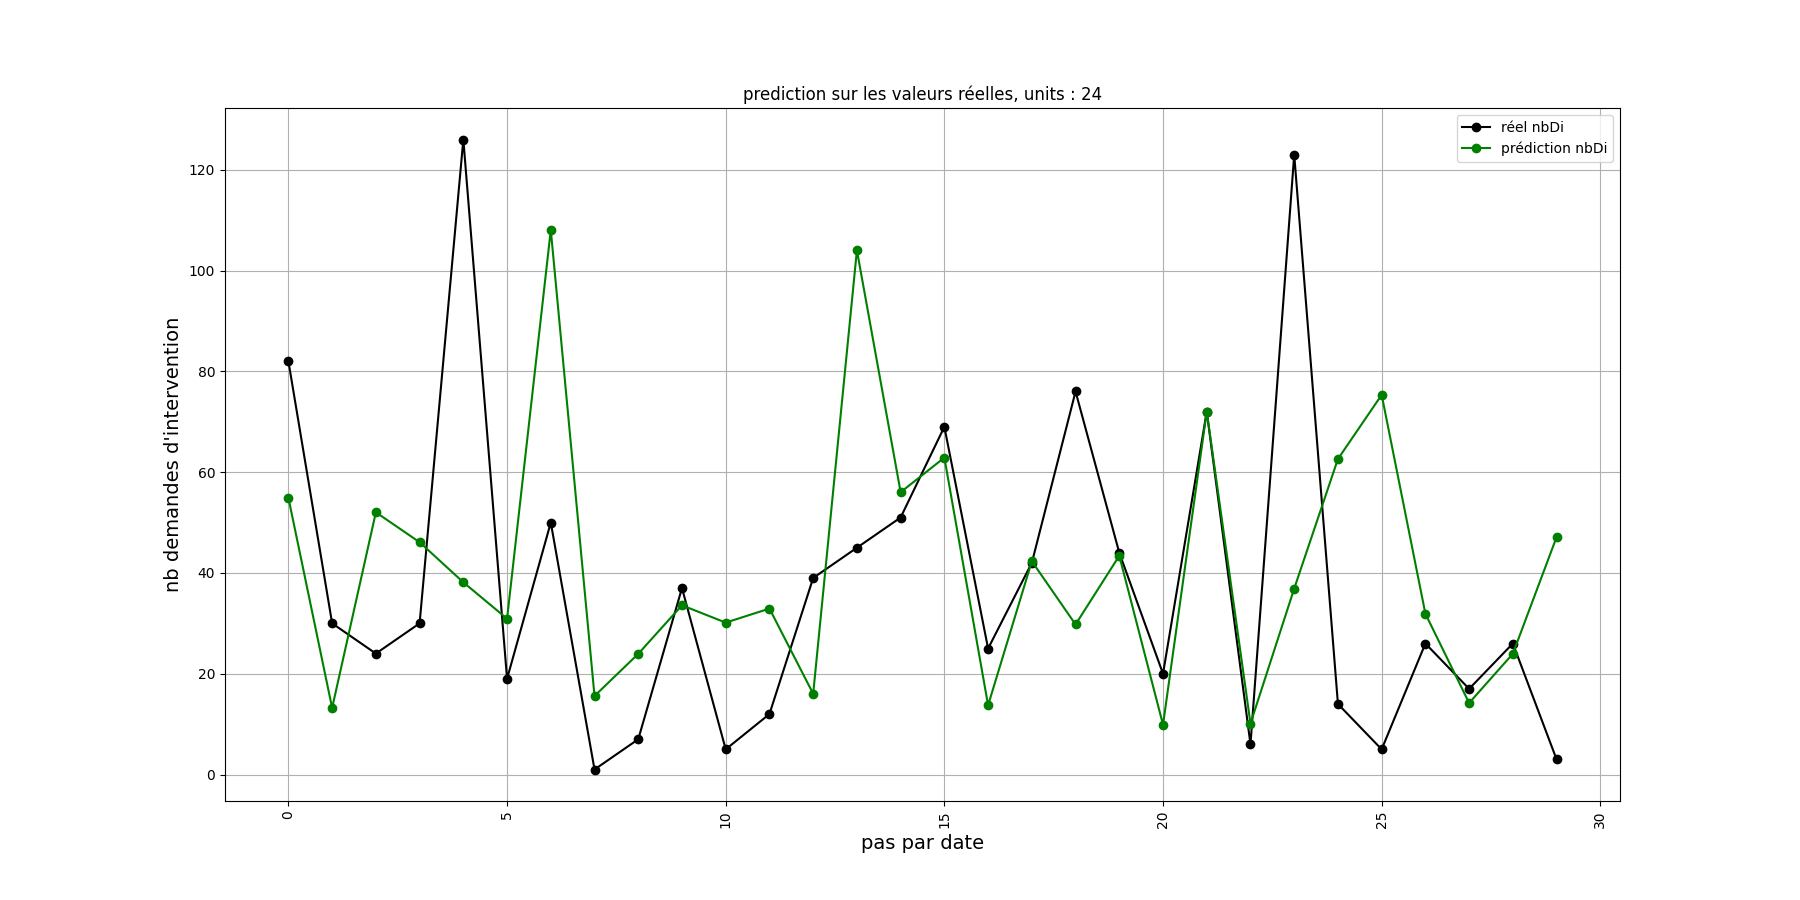 prediction sur les valeurs réelles, units : 24
réel nbDi
prédiction nbDi
nb demandes d'intervention
120
100
80
60
40
20
0
0
5
10
15
20
25
30
pas par date